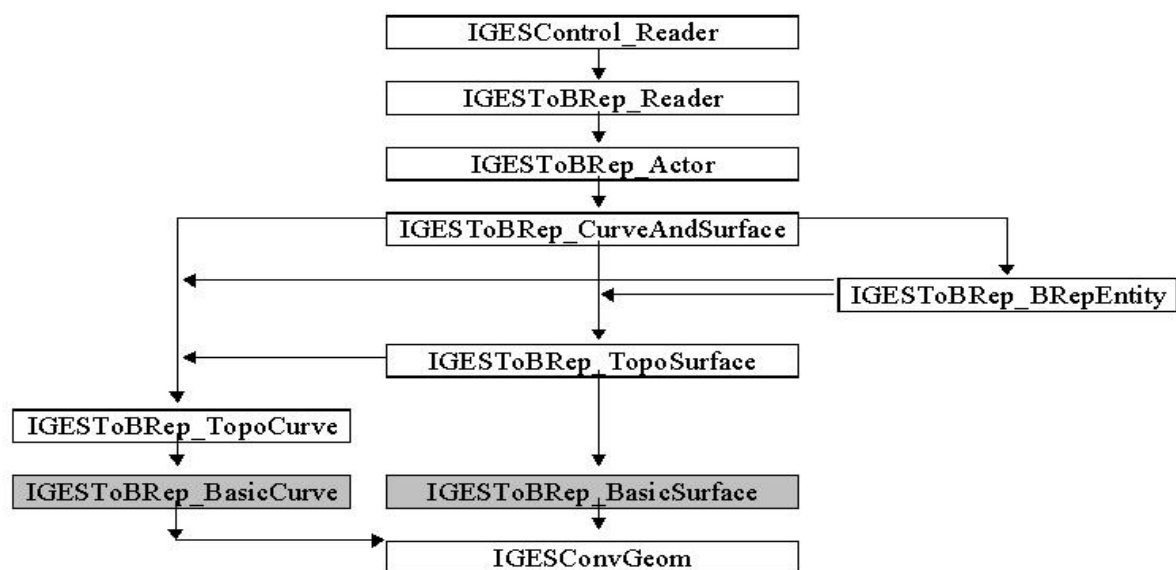 IGESControl_Reader
IGESToBRep_Reader
IGESToBRep_Actor
IGESToBRep_CurveAndSurface
IGESToBRep_BRepEntity
IGESToBRep_TopoSurface
IGESToBRep_TopoCurve
IGESToBRep_BasicCurve
IGESToBRep_BasicSurface
IGESConvGeom